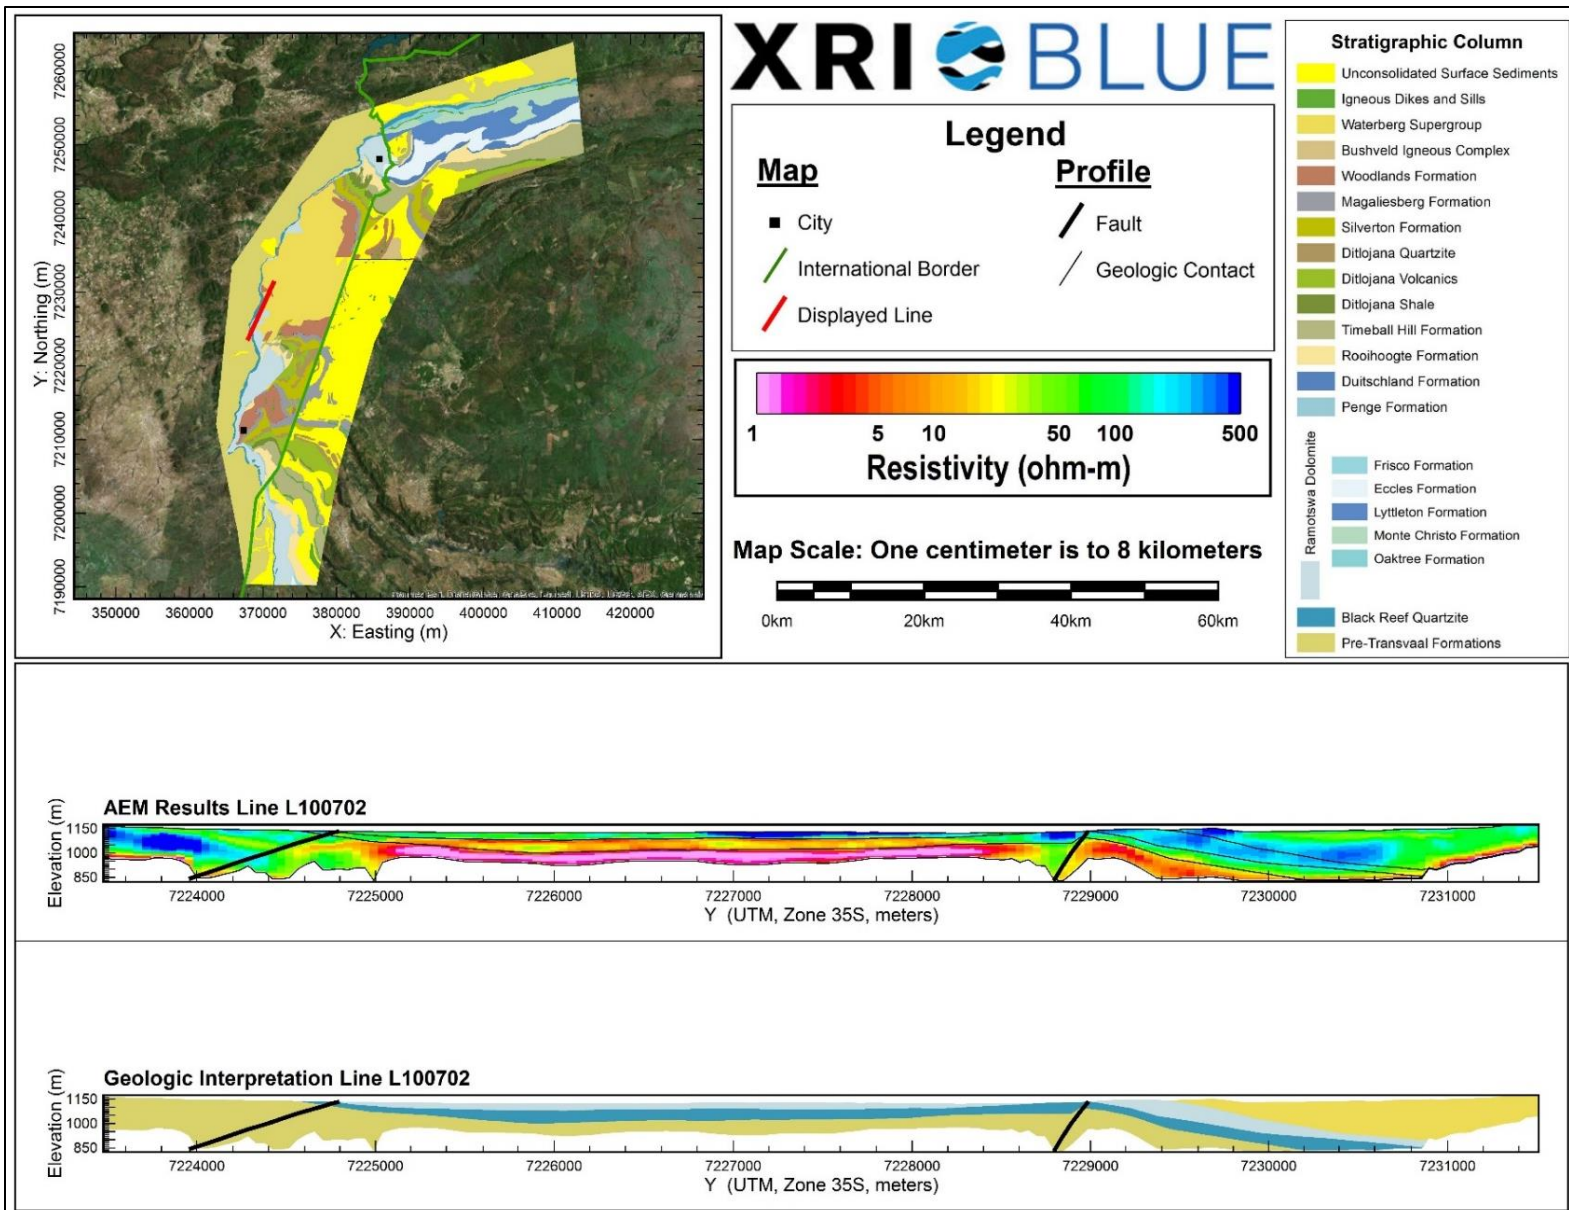 7260000
7250000
7240000
7230000
7220000
7210000
7200000
7190000
Y: Northing (m)
350000 360000 370000 380000 390000 400000 410000 420000
X: Easting (m)
XRI BLUE
Legend
Map
City
International Border
Displayed Line
Profile
Fault
Geologic Contact
1 5 10 50 100 500
Resistivity (ohm-m)
Map Scale: One centimeter is to 8 kilometers
0km 20km 40km 60km
Stratigraphic Column
Unconsolidated Surface Sediments
Igneous Dikes and Sills
Waterberg Supergroup
Bushveld Igneous Complex
Woodlands Formation
Magaliesberg Formation
Silverton Formation
Ditlojana Quartzite
Ditlojana Volcanics
Ditlojana Shale
Timeball Hill Formation
Rooihoogte Formation
Duitschland Formation
Penge Formation
Ramotswa Dolomite
Frisco Formation
Eccles Formation
Lyttleton Formation
Monte Christo Formation
Oaktree Formation
Black Reef Quartzite
Pre-Transvaal Formations
AEM Results Line L100702
Elevation (m)
1150
1000
850
7224000 7225000 7226000 7227000 7228000 7229000 7230000 7231000
Y (UTM, Zone 35S, meters)
Geologic Interpretation Line L100702
Elevation (m)
1150
1000
850
7224000 7225000 7226000 7227000 7228000 7229000 7230000 7231000
Y (UTM, Zone 35S, meters)